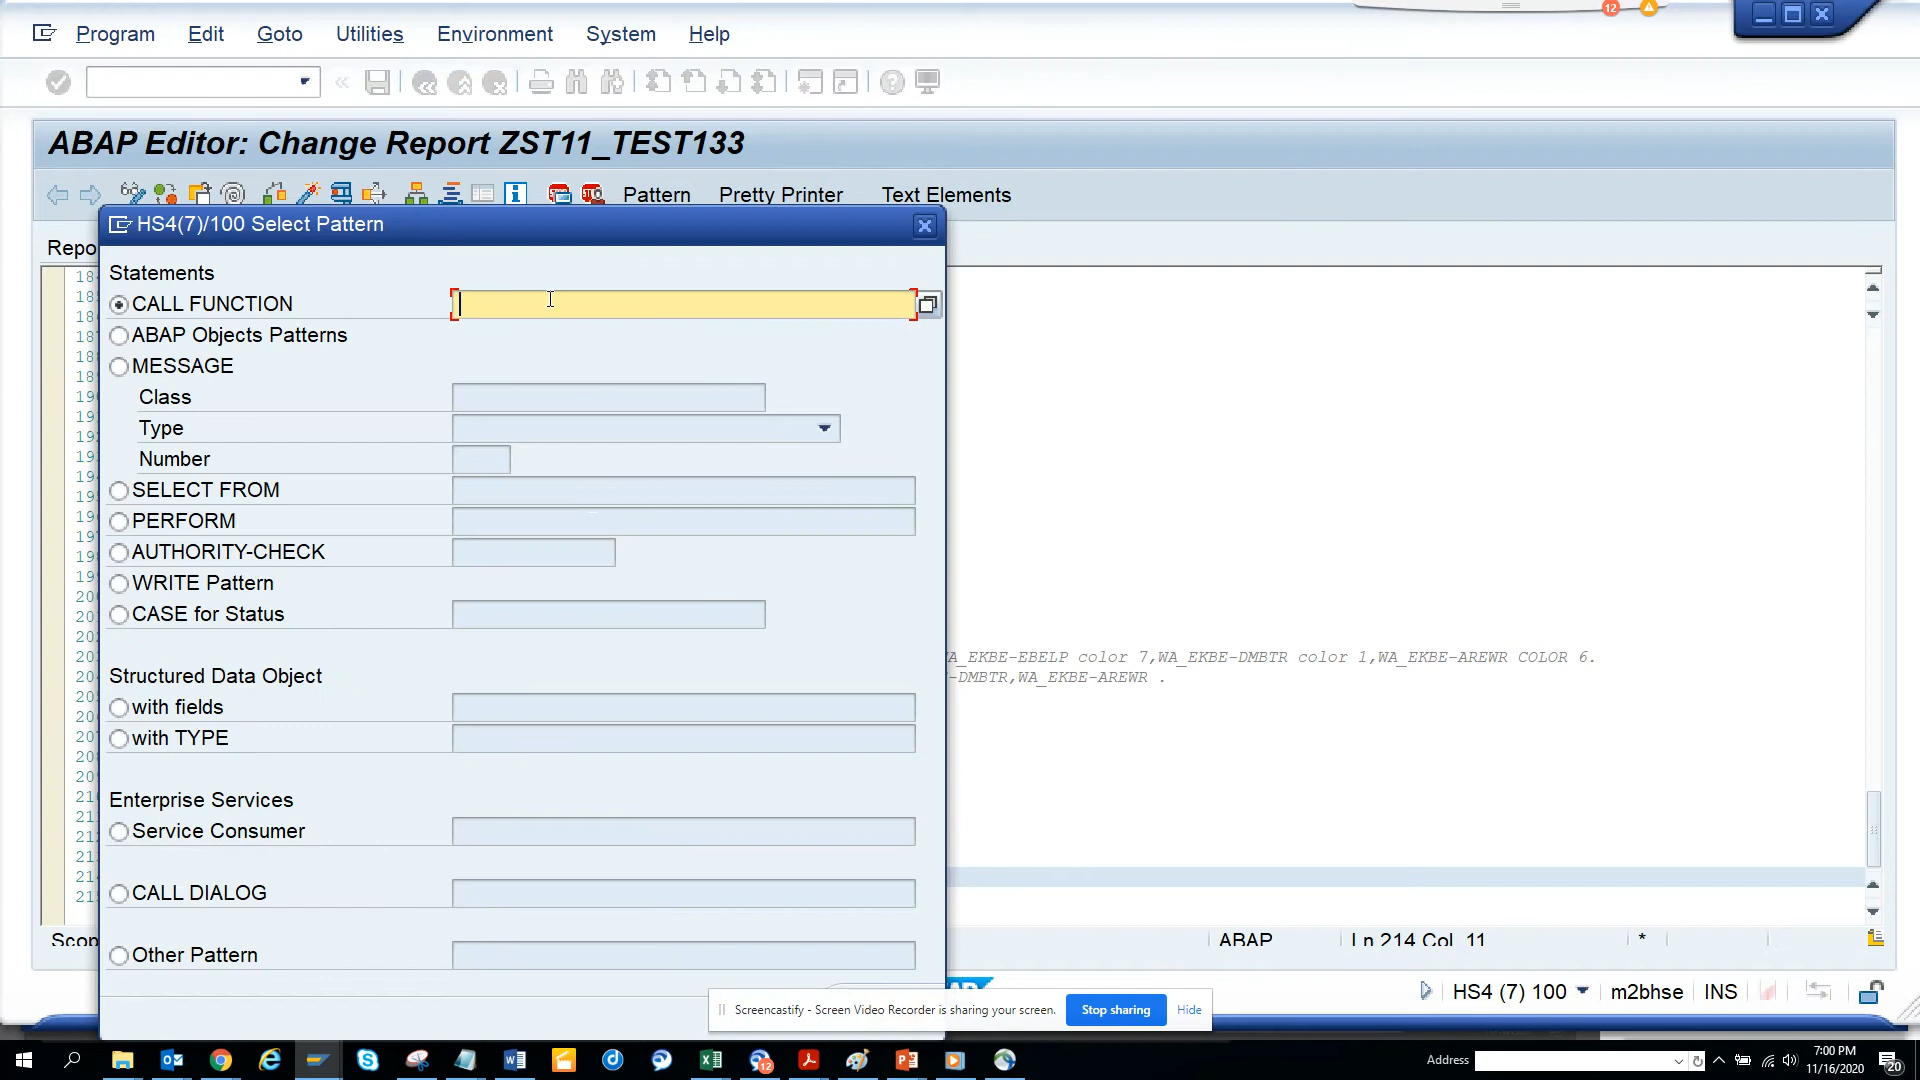 12
Program Edit Goto Utilities Environment System Help
ABAP Editor: Change Report ZST11_TEST133
Pattern Pretty Printer Text Elements
HS4(7)/100 Select Pattern
Repo
Statements
CALL FUNCTION
ABAP Objects Patterns
MESSAGE
Class
Type
Number
SELECT FROM
PERFORM
AUTHORITY-CHECK
WRITE Pattern
CASE for Status
A_EKBE-EBELP color 7,WA_EKBE-DMBTR color 1,WA_EKBE-AREWR COLOR 6.
E-DMBTR,WA_EKBE-AREWR .
Structured Data Object
with fields
with TYPE
Enterprise Services
Service Consumer
CALL DIALOG
Scop
ABAP Ln 214 Col 11 *
Other Pattern
HS4 (7) 100 m2bhse INS
Screencastify - Screen Video Recorder is sharing your screen. Stop sharing Hide
Address
7:00 PM
11/16/2020
20
12